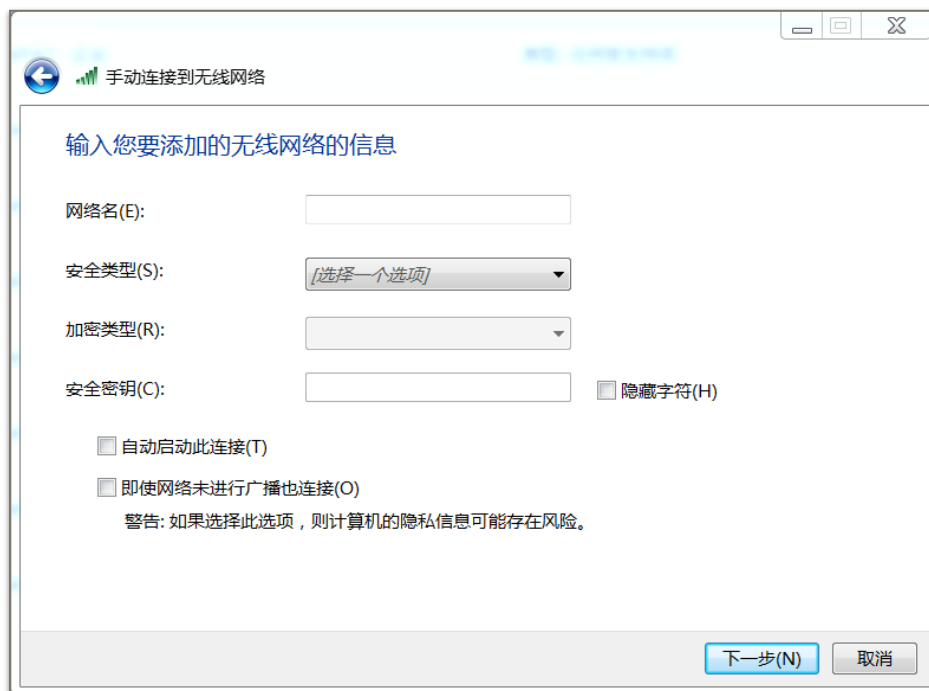 手动连接到无线网络
输入您要添加的无线网络的信息
网络名(E):
安全类型(S):
[选择一个选项]
加密类型(R):
安全密钥(C):
隐藏字符(H)
自动启动此连接(T)
即使网络未进行广播也连接(O)
警告: 如果选择此选项，则计算机的隐私信息可能存在风险。
下一步(N)
取消